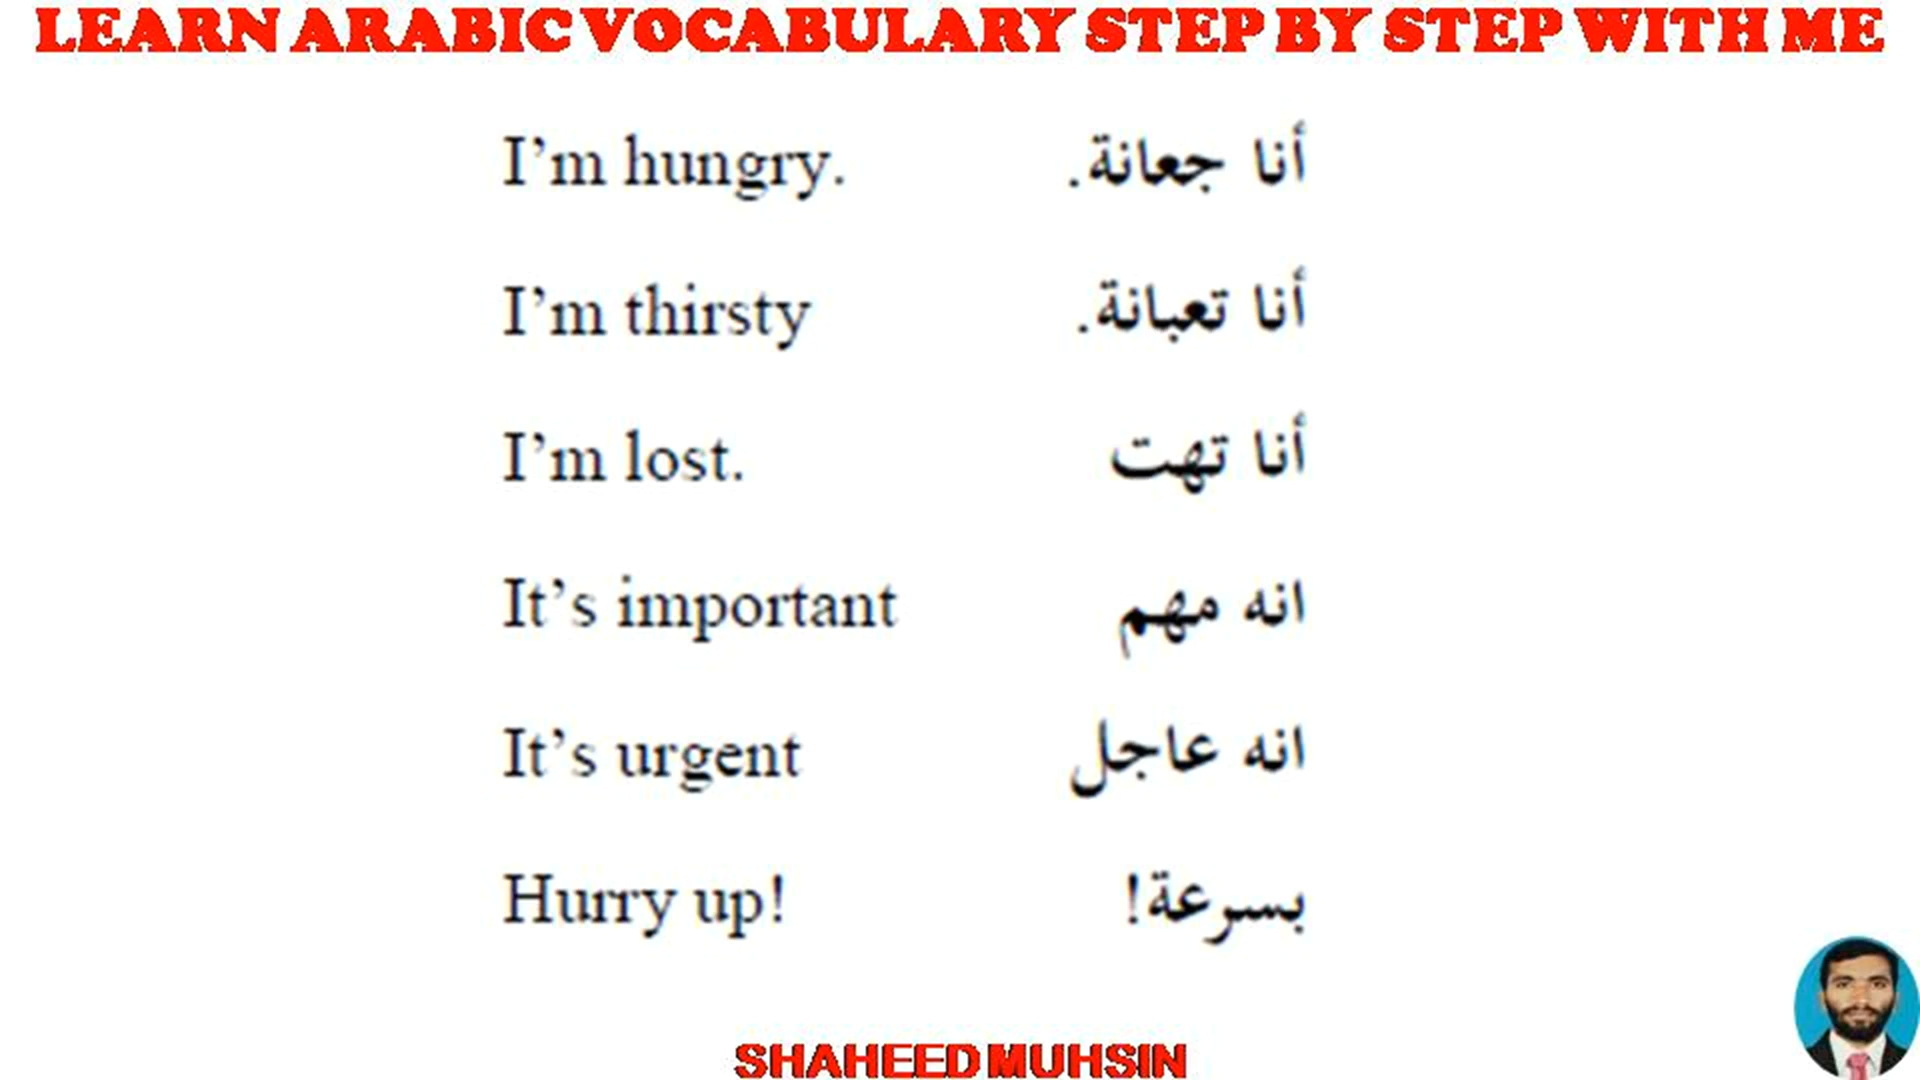 LEARN ARABIC VOCABULARY STEP BY STEP WITH ME
I’m hungry. أنا جعانة.
I’m thirsty أنا تعبانة.
I’m lost. أنا تهت
It’s important انه مهم
It’s urgent انه عاجل
Hurry up! بسرعة!
SHAHEED MUHSIN